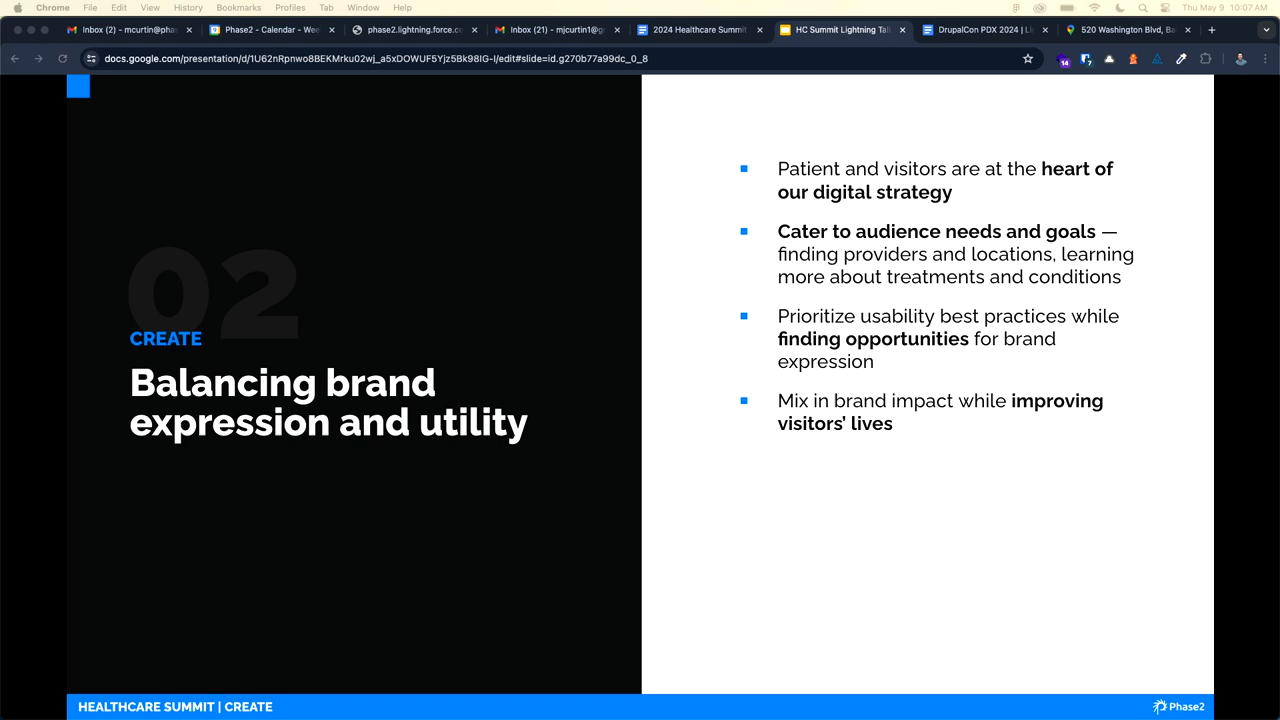 Chrome File Edit View History Bookmarks Profiles Tab Window Help Thu May 9 10:07 AM
Inbox (2) - mcurtin@phas
Phase2 - Calendar - Wee
phase2.lightning.force.co
Inbox (21) - mjcurtin1@g
2024 Healthcare Summit
HC Summit Lightning Tal
DrupalCon PDX 2024 | Li
520 Washington Blvd, Ba
docs.google.com/presentation/d/1U62nRpnwo8BEKMrku02wj_a5xDOWUF5Yjz5Bk98IG-I/edit#slide=id.g270b77a99dc_0_8
14
7
02
CREATE
Balancing brand
expression and utility
Patient and visitors are at the heart of
our digital strategy
Cater to audience needs and goals —
finding providers and locations, learning
more about treatments and conditions
Prioritize usability best practices while
finding opportunities for brand
expression
Mix in brand impact while improving
visitors' lives
HEALTHCARE SUMMIT | CREATE
Phase2